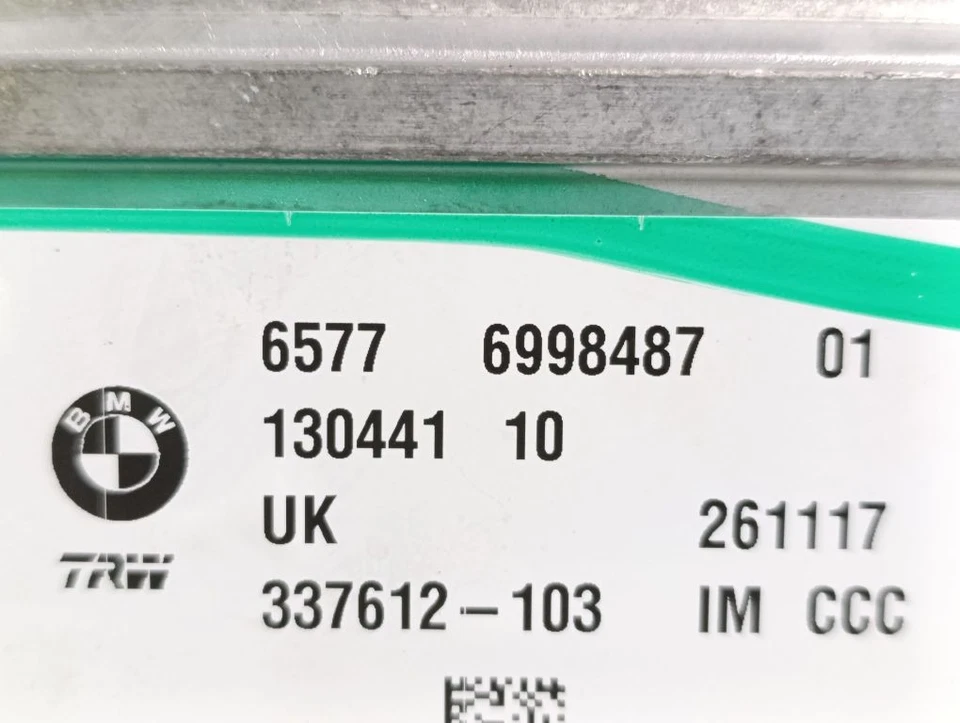 6577 6998487 01
130441 10
BMW
UK 261117
TRW
337612-103 IM CCC